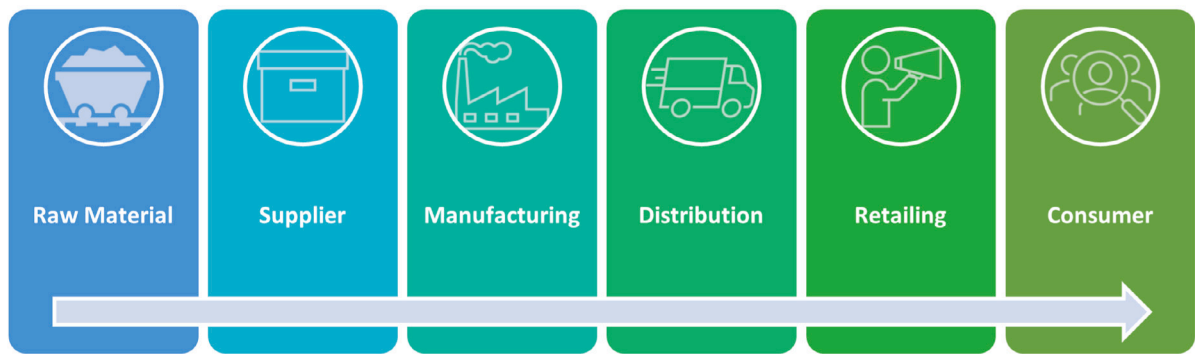 Raw Material
Supplier
Manufacturing
Distribution
Retailing
Consumer